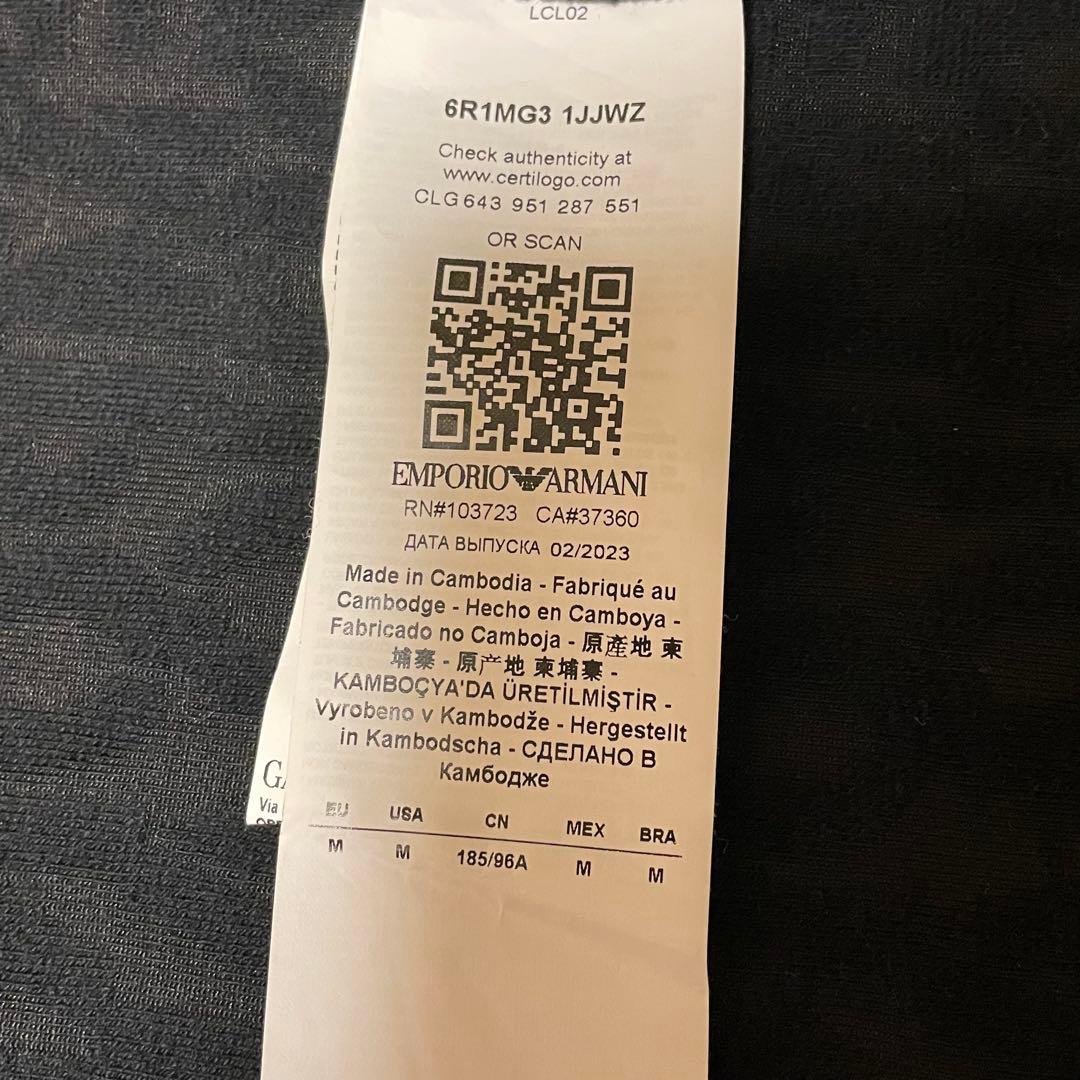 LCL02
6R1MG3 1JJWZ
Check authenticity at
www.certilogo.com
CLG 643 951 287 551
OR SCAN
EMPORIO ARMANI
RN#103723 CA#37360
ДАТА ВЫПУСКА 02/2023
Made in Cambodia - Fabriqué au
Cambodge - Hecho en Camboya -
Fabricado no Camboja - 原產地 柬
埔寨 - 原产地 柬埔寨 -
KAMBOÇYA'DA ÜRETİLMİŞTİR -
Vyrobeno v Kambodže - Hergestellt
in Kambodscha - СДЕЛАНО В
Камбодже
EU USA CN MEX BRA
M M 185/96A M M
Via